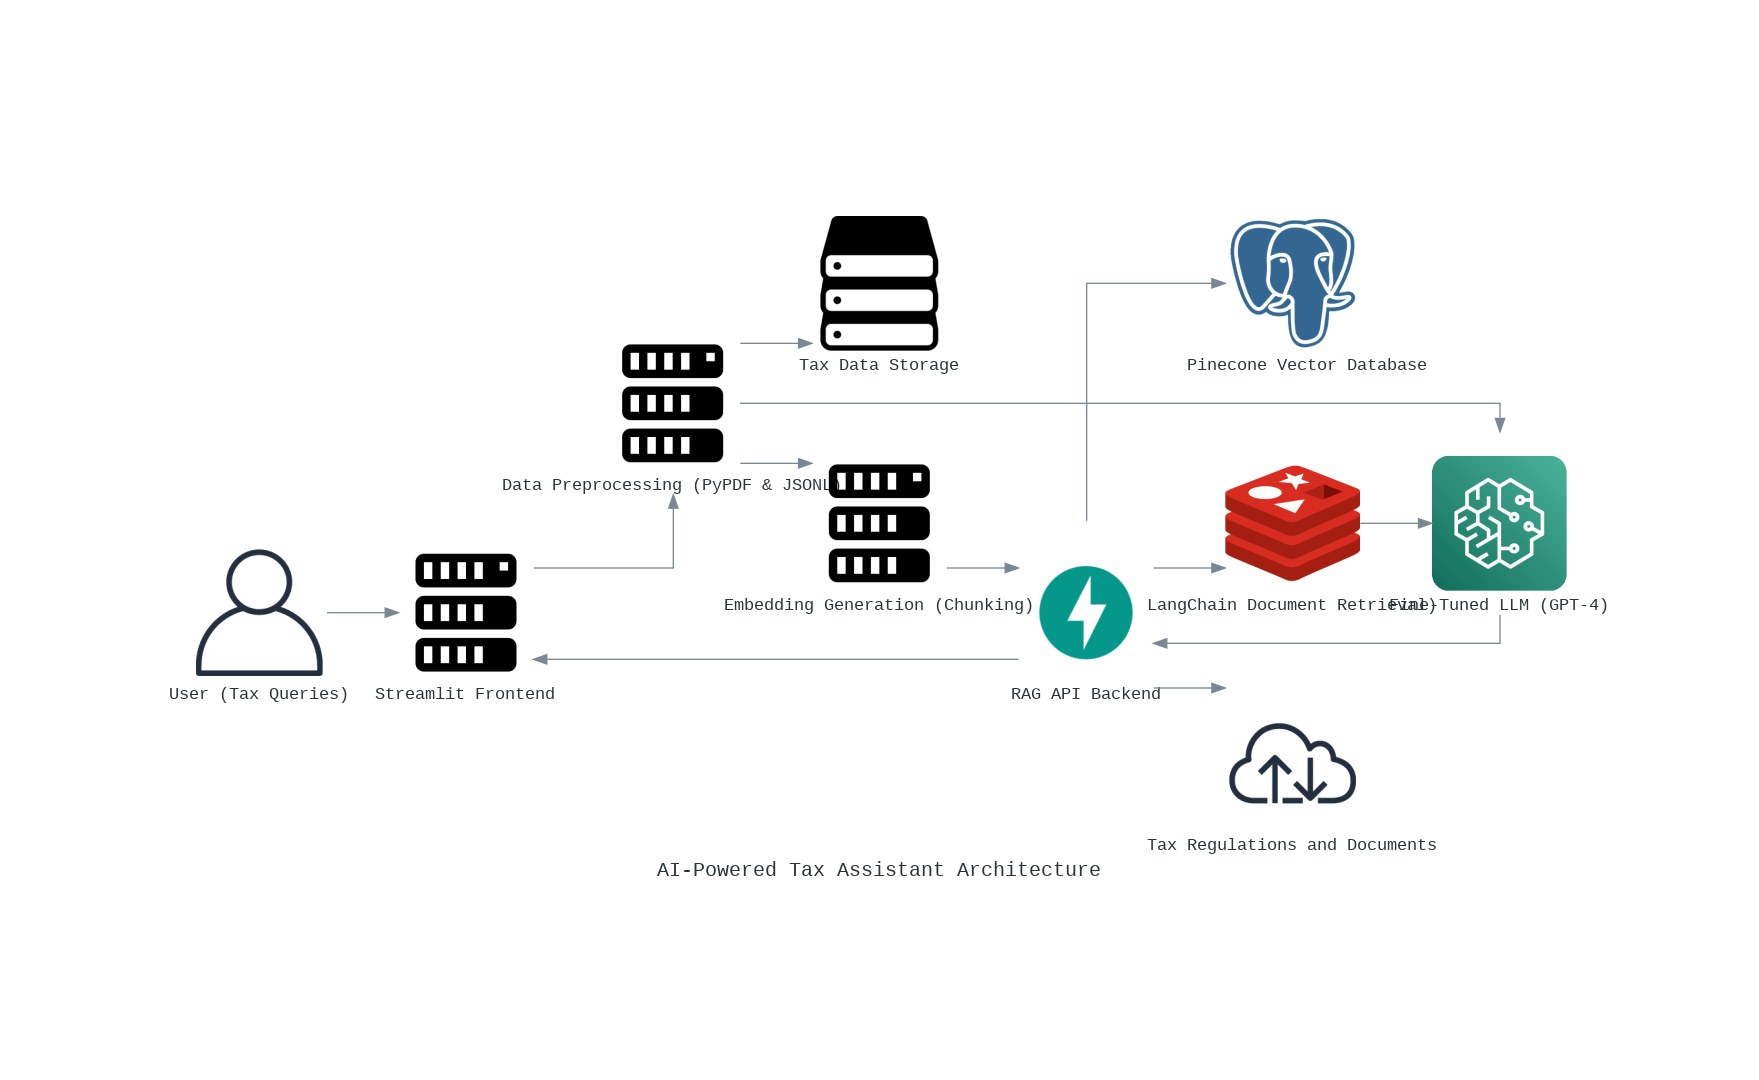 Tax Data Storage
Pinecone Vector Database
Data Preprocessing (PyPDF & JSONL)
Embedding Generation (Chunking)
LangChain Document Retrieval)
Fine-Tuned LLM (GPT-4)
User (Tax Queries)
Streamlit Frontend
RAG API Backend
Tax Regulations and Documents
AI-Powered Tax Assistant Architecture